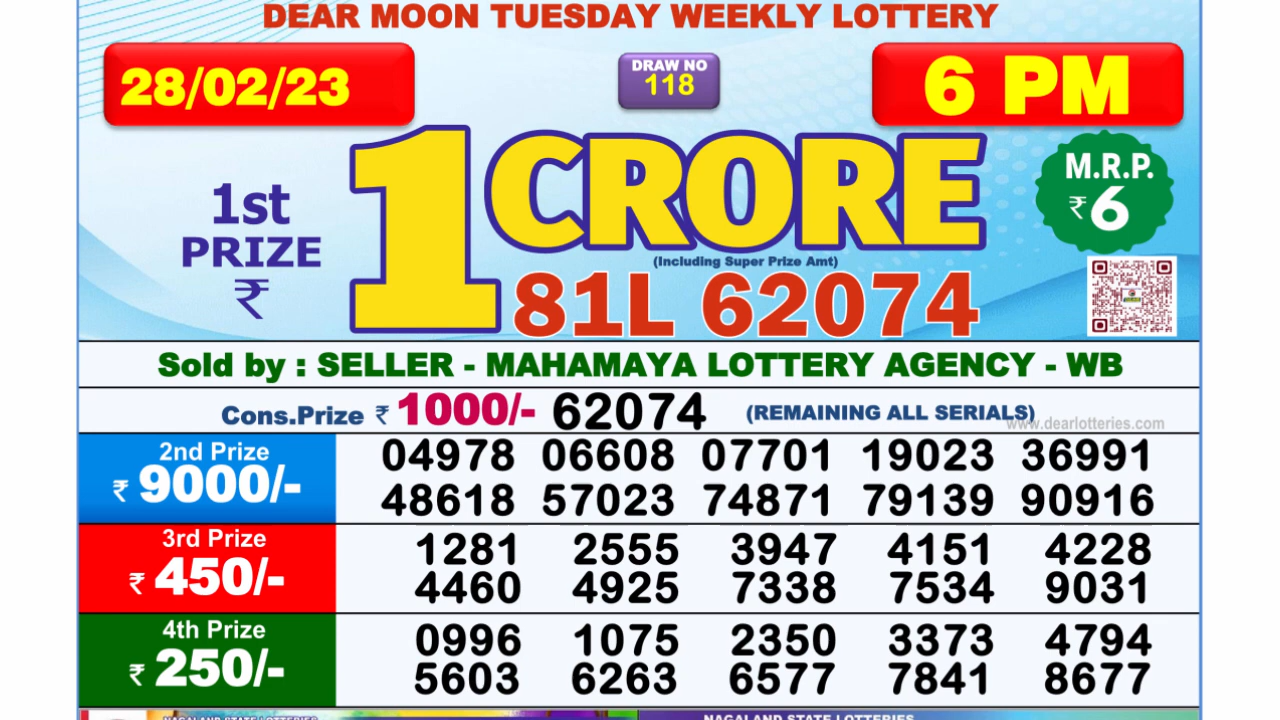 DEAR MOON TUESDAY WEEKLY LOTTERY
28/02/23
DRAW NO
118
6 PM
1st
PRIZE
₹
1 CRORE
(Including Super Prize Amt)
81L 62074
M.R.P.
₹6
Sold by : SELLER - MAHAMAYA LOTTERY AGENCY - WB
Cons.Prize ₹ 1000/- 62074 (REMAINING ALL SERIALS)
www.dearlotteries.com
2nd Prize
₹ 9000/-
04978 06608 07701 19023 36991
48618 57023 74871 79139 90916
3rd Prize
₹ 450/-
1281 2555 3947 4151 4228
4460 4925 7338 7534 9031
4th Prize
₹ 250/-
0996 1075 2350 3373 4794
5603 6263 6577 7841 8677
NAGALAND STATE LOTTERIES
NAGALAND STATE LOTTERIES